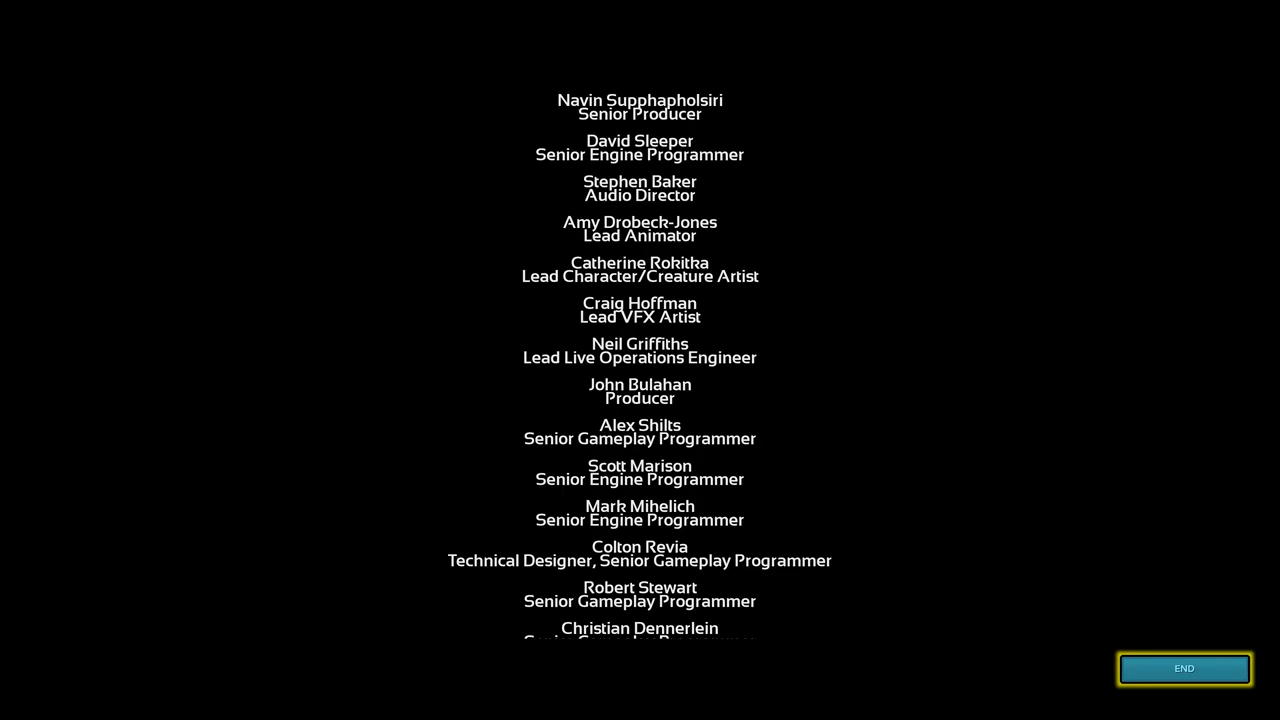 Navin Supphapholsiri
Senior Producer
David Sleeper
Senior Engine Programmer
Stephen Baker
Audio Director
Amy Drobeck-Jones
Lead Animator
Catherine Rokitka
Lead Character/Creature Artist
Craig Hoffman
Lead VFX Artist
Neil Griffiths
Lead Live Operations Engineer
John Bulahan
Producer
Alex Shilts
Senior Gameplay Programmer
Scott Marison
Senior Engine Programmer
Mark Mihelich
Senior Engine Programmer
Colton Revia
Technical Designer, Senior Gameplay Programmer
Robert Stewart
Senior Gameplay Programmer
Christian Dennerlein
END